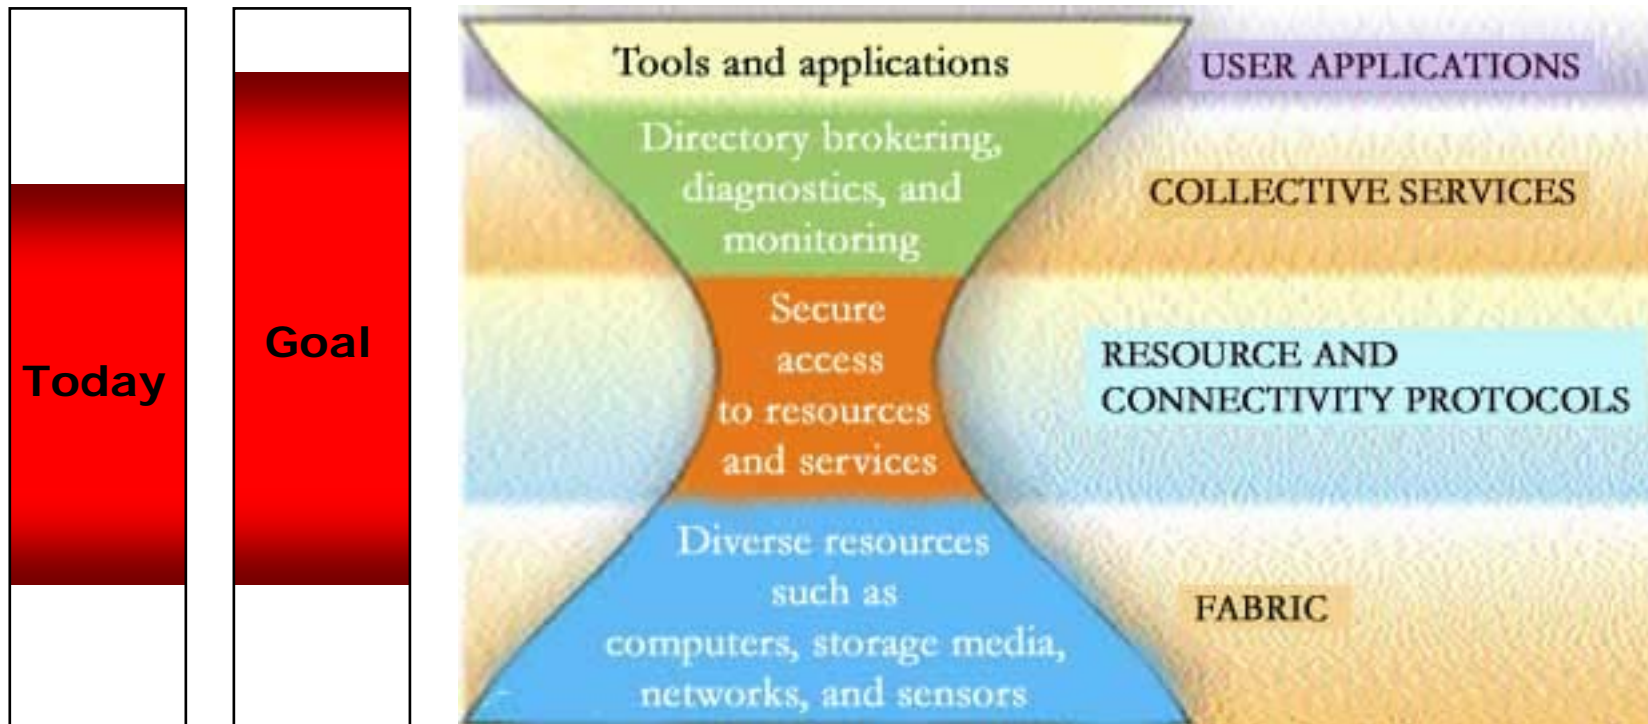 Today
Goal
Tools and applications
USER APPLICATIONS
Directory brokering,
diagnostics, and
monitoring
COLLECTIVE SERVICES
Secure
access
to resources
and services
RESOURCE AND
CONNECTIVITY PROTOCOLS
Diverse resources
such as
computers, storage media,
networks, and sensors
FABRIC